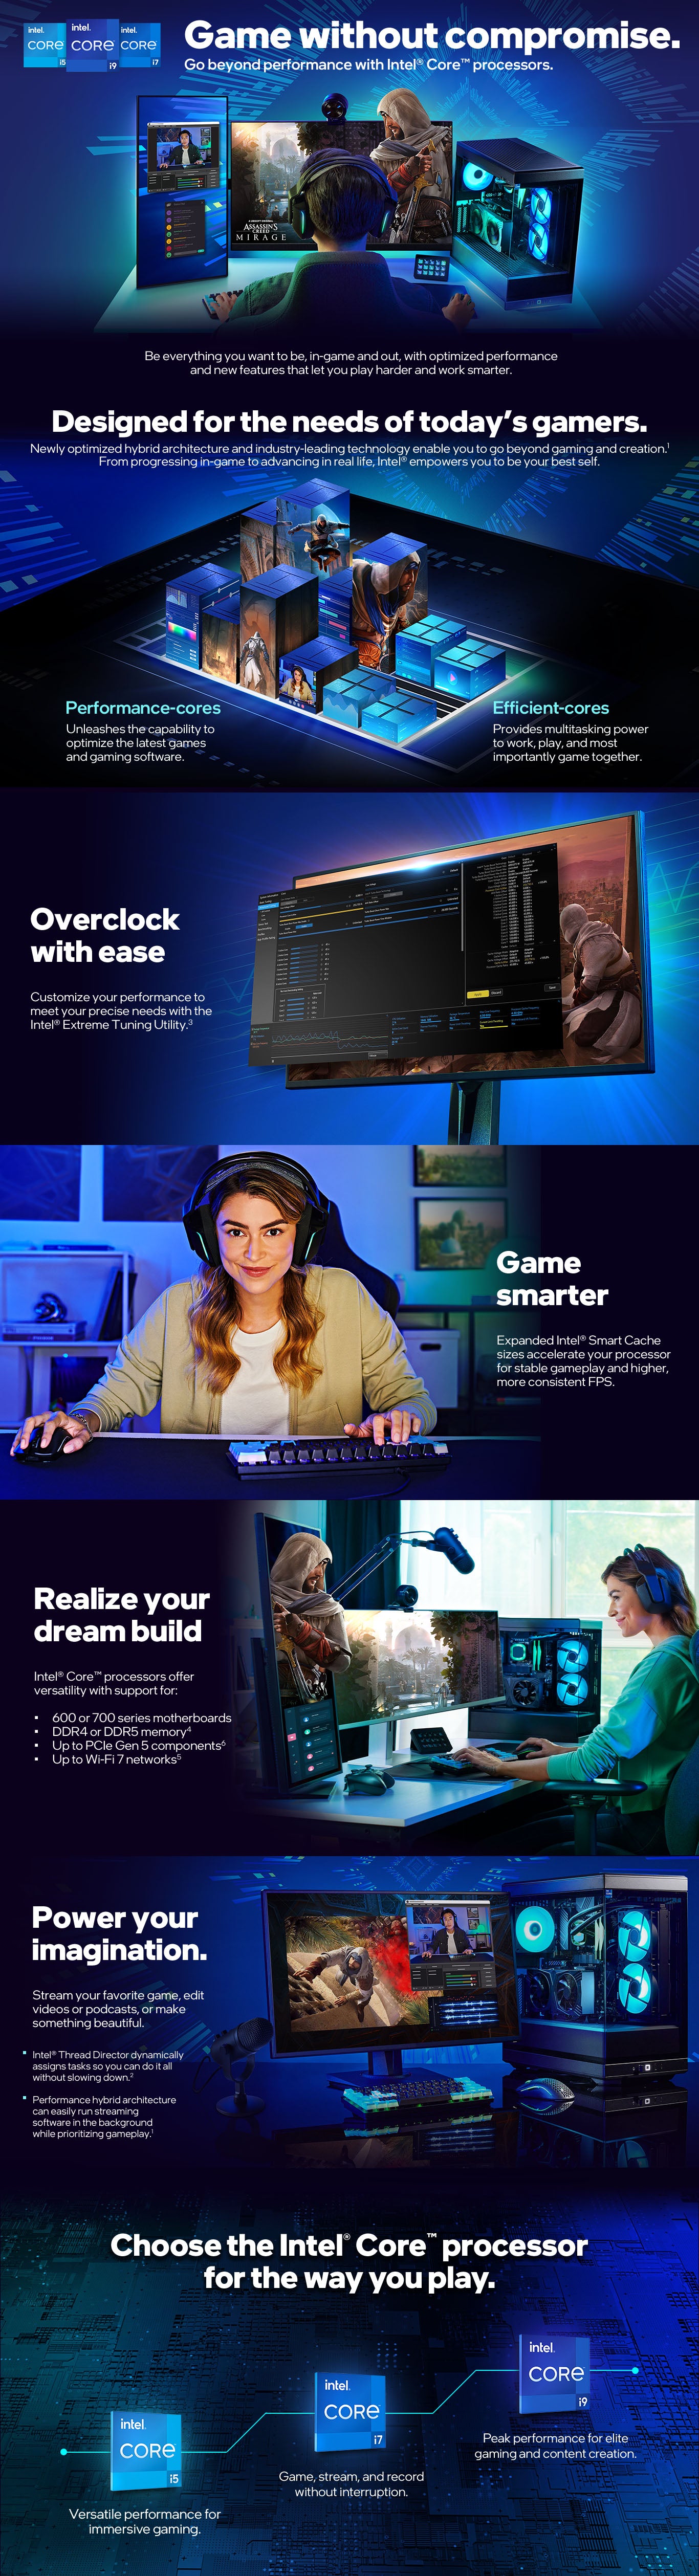 intel.
CORE
i5
intel.
CORE
i9
intel.
CORE
i7
Game without compromise.
Go beyond performance with Intel® Core™ processors.
ASSASSIN'S
CREED
MIRAGE
Be everything you want to be, in-game and out, with optimized performance
and new features that let you play harder and work smarter.
Designed for the needs of today's gamers.
Newly optimized hybrid architecture and industry-leading technology enable you to go beyond gaming and creation.¹
From progressing in-game to advancing in real life, Intel® empowers you to be your best self.
Performance-cores
Unleashes the capability to
optimize the latest games
and gaming software.
Efficient-cores
Provides multitasking power
to work, play, and most
importantly game together.
Overclock
with ease
Customize your performance to
meet your precise needs with the
Intel® Extreme Tuning Utility.³
Game
smarter
Expanded Intel® Smart Cache
sizes accelerate your processor
for stable gameplay and higher,
more consistent FPS.
Realize your
dream build
Intel® Core™ processors offer
versatility with support for:
▪ 600 or 700 series motherboards
▪ DDR4 or DDR5 memory⁴
▪ Up to PCIe Gen 5 components⁶
▪ Up to Wi-Fi 7 networks⁵
Power your
imagination.
Stream your favorite game, edit
videos or podcasts, or make
something beautiful.
▪ Intel® Thread Director dynamically
assigns tasks so you can do it all
without slowing down.²
▪ Performance hybrid architecture
can easily run streaming
software in the background
while prioritizing gameplay.¹
Choose the Intel® Core™ processor
for the way you play.
intel.
CORE
i5
Versatile performance for
immersive gaming.
intel.
CORE
i7
Game, stream, and record
without interruption.
intel.
CORE
i9
Peak performance for elite
gaming and content creation.